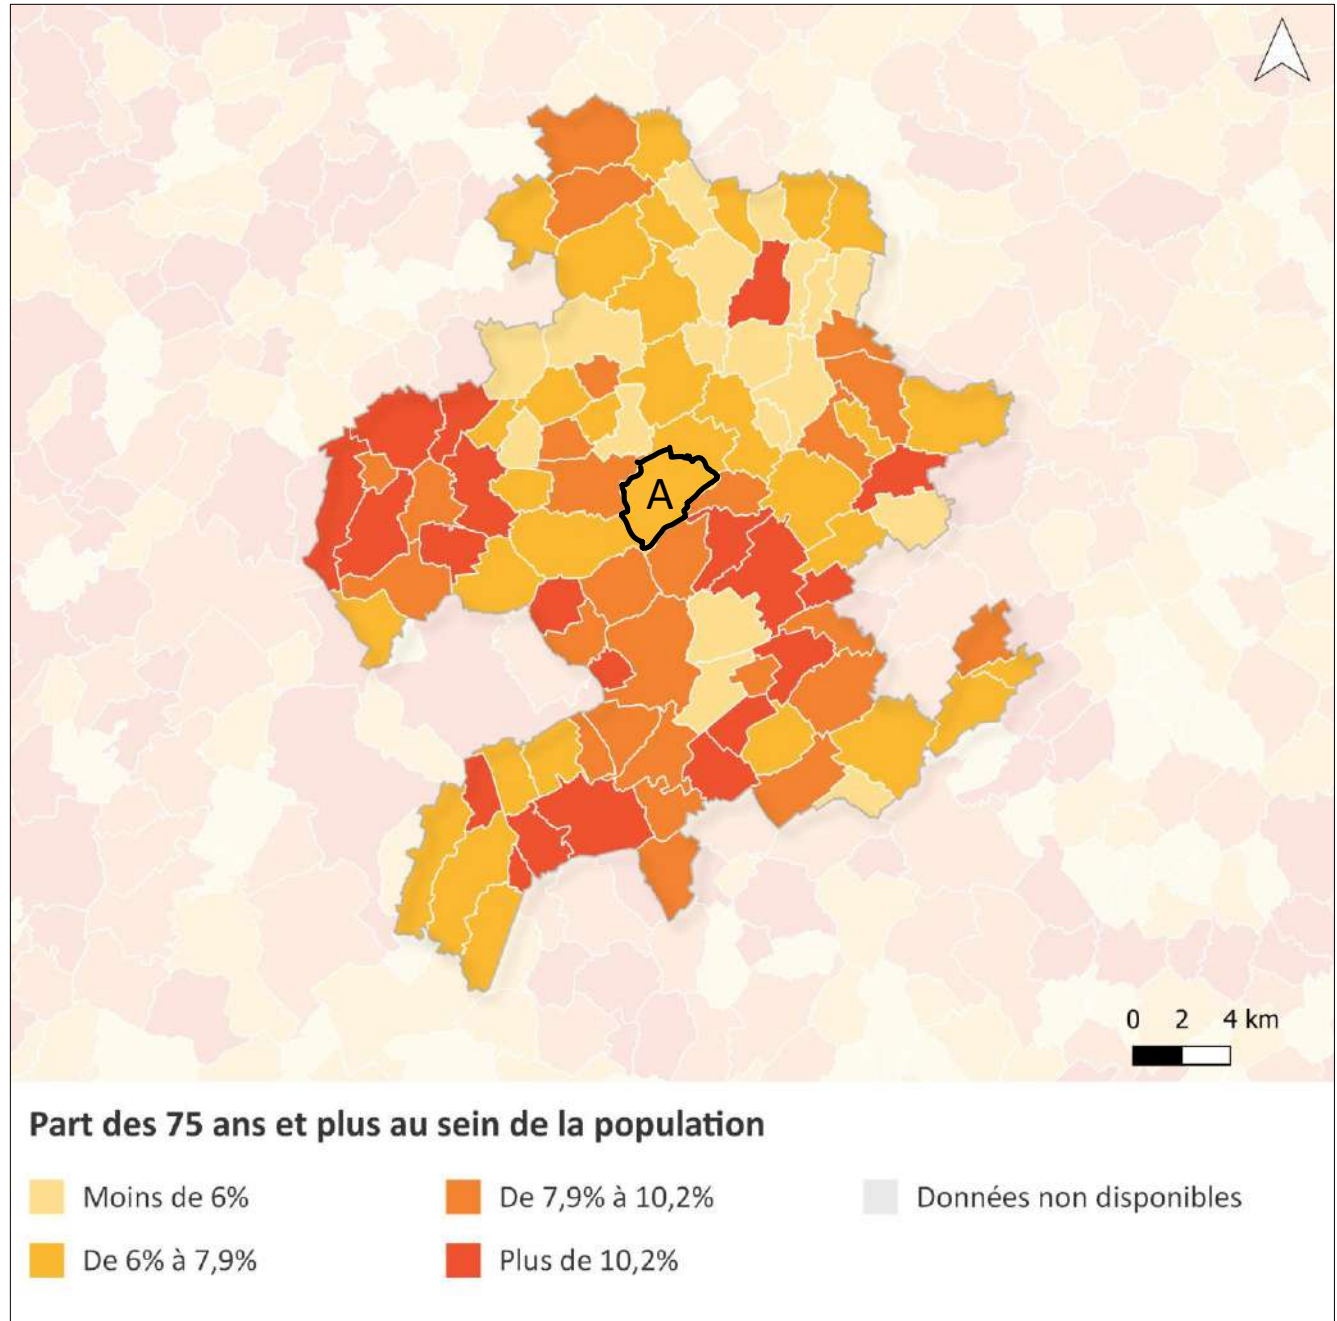 A
0 2 4 km
Part des 75 ans et plus au sein de la population
Moins de 6%
De 7,9% à 10,2%
Données non disponibles
De 6% à 7,9%
Plus de 10,2%